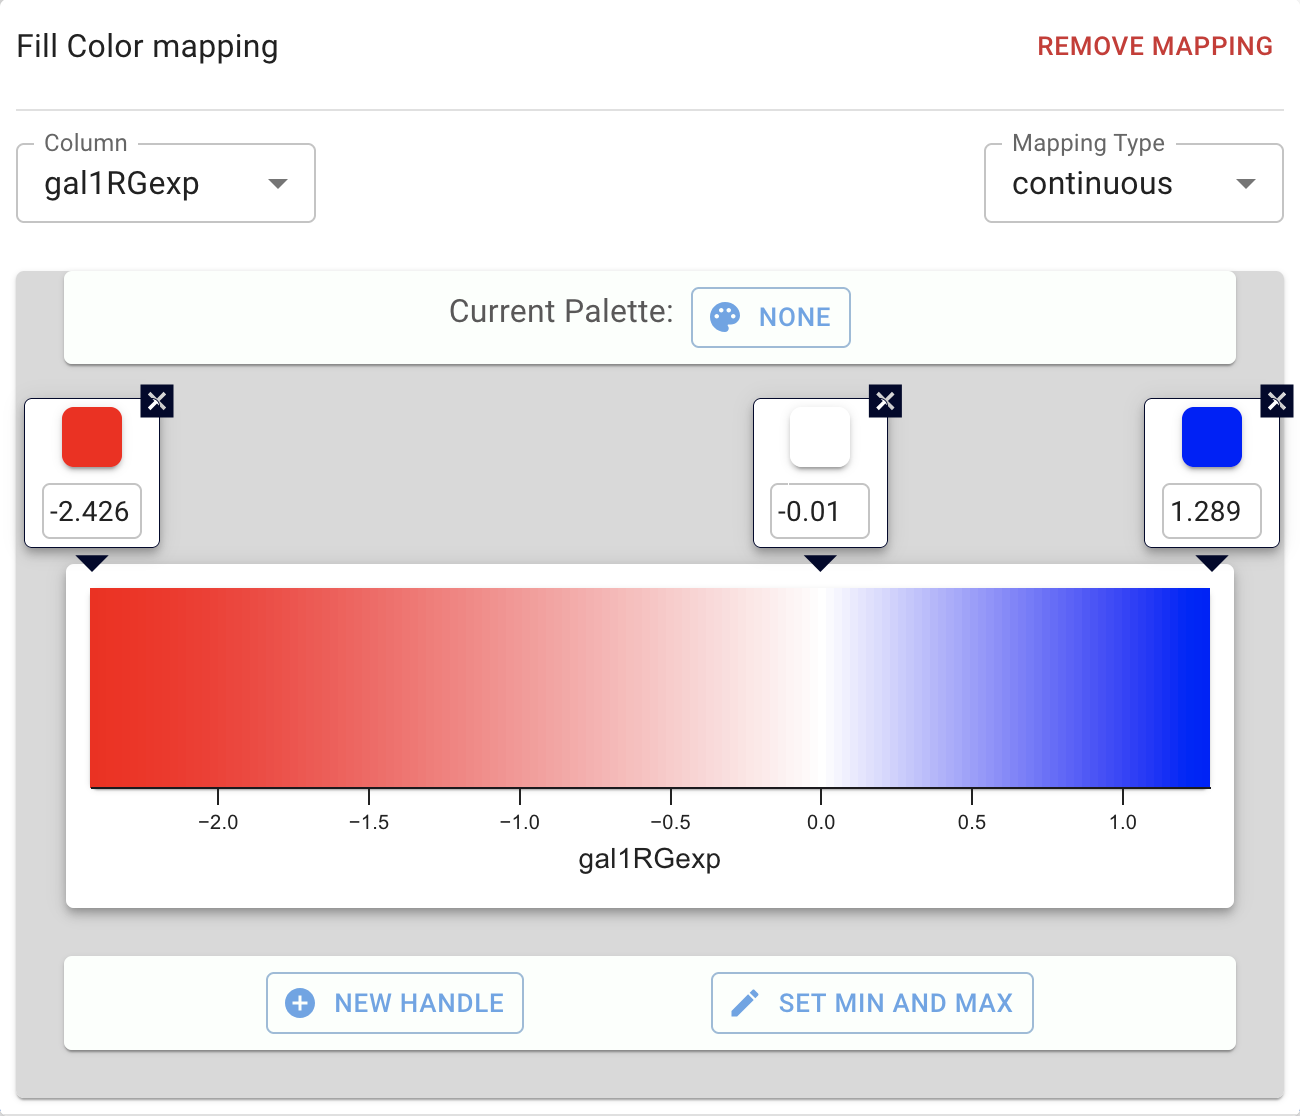 Fill Color mapping
REMOVE MAPPING
Column
gal1RGexp
Mapping Type
continuous
Current Palette:
NONE
-2.426
-0.01
1.289
−2.0 −1.5 −1.0 −0.5 0.0 0.5 1.0
gal1RGexp
NEW HANDLE
SET MIN AND MAX